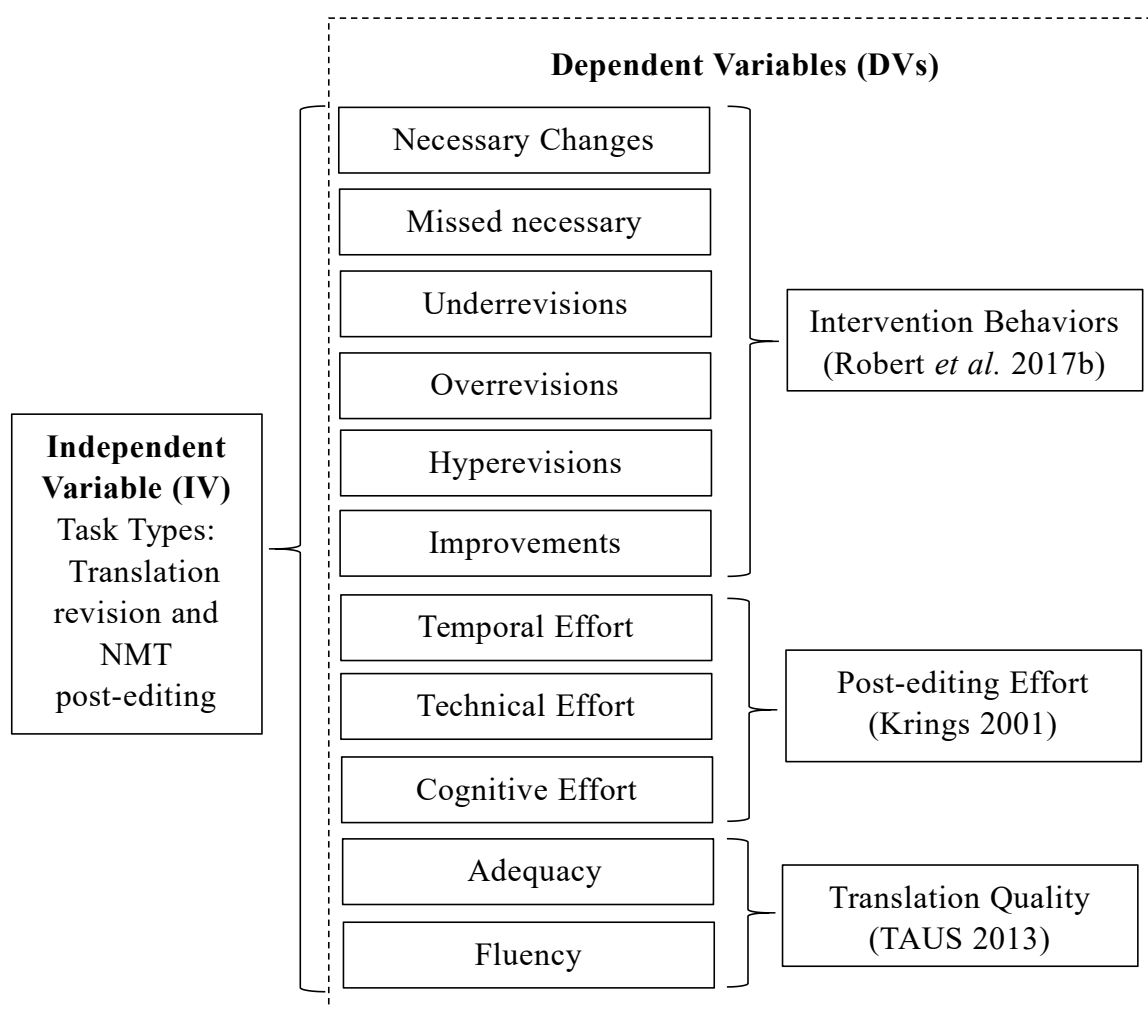 Dependent Variables (DVs)
Necessary Changes
Missed necessary
Underrevisions
Overrevisions
Hyperevisions
Improvements
Temporal Effort
Technical Effort
Cognitive Effort
Adequacy
Fluency
Independent
Variable (IV)
Task Types:
Translation
revision and
NMT
post-editing
Intervention Behaviors
(Robert et al. 2017b)
Post-editing Effort
(Krings 2001)
Translation Quality
(TAUS 2013)